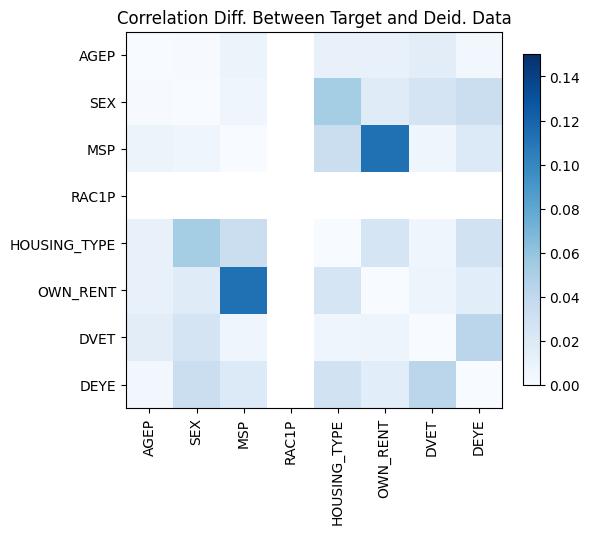 Correlation Diff. Between Target and Deid. Data
AGEP
SEX
MSP
RAC1P
HOUSING_TYPE
OWN_RENT
DVET
DEYE
AGEP
SEX
MSP
RAC1P
HOUSING_TYPE
OWN_RENT
DVET
DEYE
0.14
0.12
0.10
0.08
0.06
0.04
0.02
0.00